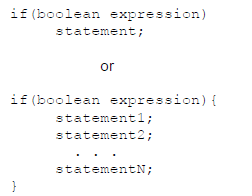 if(boolean expression)
statement;
or
if(boolean expression){
statement1;
statement2;
. . .
statementN;
}